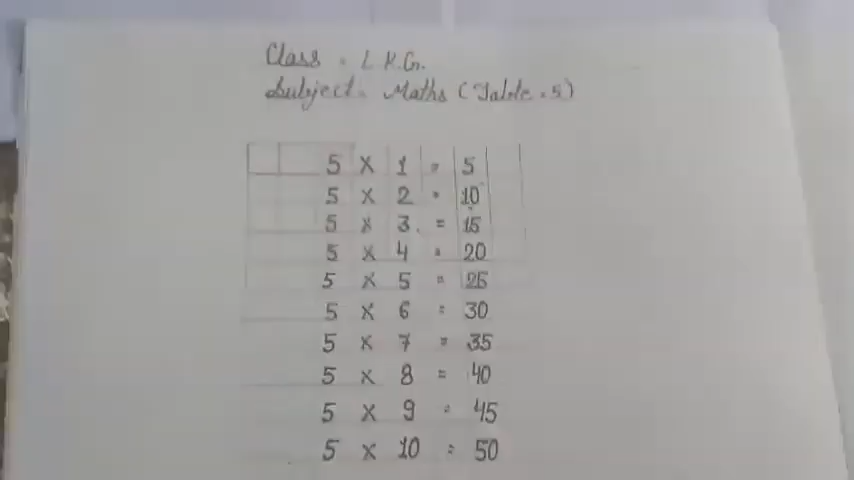 Class = L.K.G.
Subject = Maths (Table = 5)
5 x 1 = 5
5 x 2 = 10
5 x 3 = 15
5 x 4 = 20
5 x 5 = 25
5 x 6 = 30
5 x 7 = 35
5 x 8 = 40
5 x 9 = 45
5 x 10 = 50